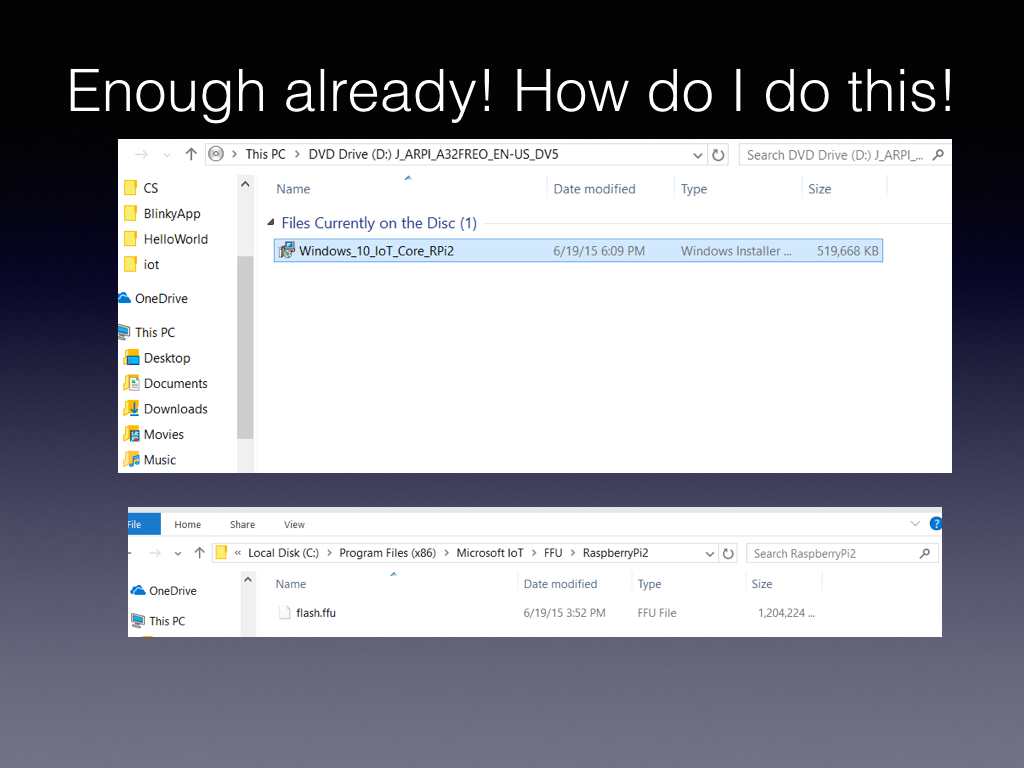 Enough already! How do I do this!
This PC > DVD Drive (D:) J_ARPI_A32FREO_EN-US_DV5
Search DVD Drive (D:) J_ARPI_...
CS
BlinkyApp
HelloWorld
iot
OneDrive
This PC
Desktop
Documents
Downloads
Movies
Music
Name Date modified Type Size
Files Currently on the Disc (1)
Windows_10_IoT_Core_RPi2 6/19/15 6:09 PM Windows Installer ... 519,668 KB
File Home Share View
?
« Local Disk (C:) > Program Files (x86) > Microsoft IoT > FFU > RaspberryPi2
Search RaspberryPi2
OneDrive
This PC
Name Date modified Type Size
flash.ffu 6/19/15 3:52 PM FFU File 1,204,224 ...